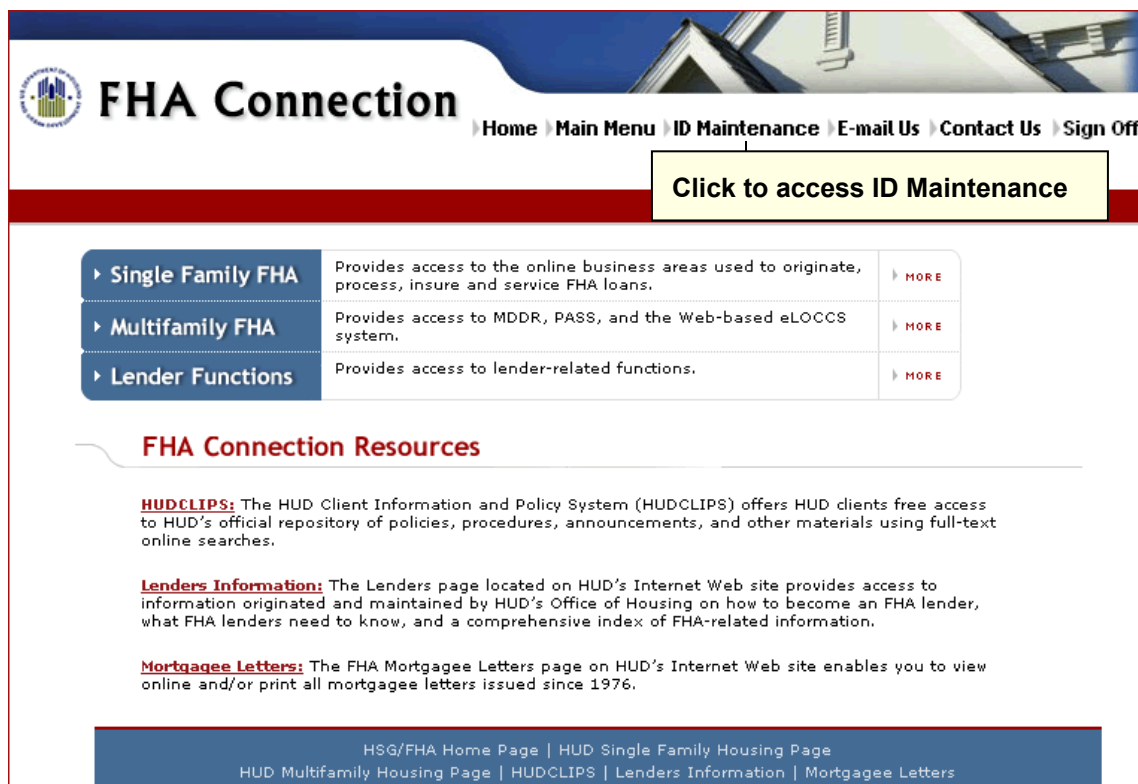 FHA Connection
Home Main Menu ID Maintenance E-mail Us Contact Us Sign Off
Click to access ID Maintenance
Single Family FHA
Provides access to the online business areas used to originate,
process, insure and service FHA loans.
MORE
Multifamily FHA
Provides access to MDDR, PASS, and the Web-based eLOCCS
system.
MORE
Lender Functions
Provides access to lender-related functions.
MORE
FHA Connection Resources
HUDCLIPS: The HUD Client Information and Policy System (HUDCLIPS) offers HUD clients free access
to HUD's official repository of policies, procedures, announcements, and other materials using full-text
online searches.
Lenders Information: The Lenders page located on HUD's Internet Web site provides access to
information originated and maintained by HUD's Office of Housing on how to become an FHA lender,
what FHA lenders need to know, and a comprehensive index of FHA-related information.
Mortgagee Letters: The FHA Mortgagee Letters page on HUD's Internet Web site enables you to view
online and/or print all mortgagee letters issued since 1976.
HSG/FHA Home Page | HUD Single Family Housing Page
HUD Multifamily Housing Page | HUDCLIPS | Lenders Information | Mortgagee Letters